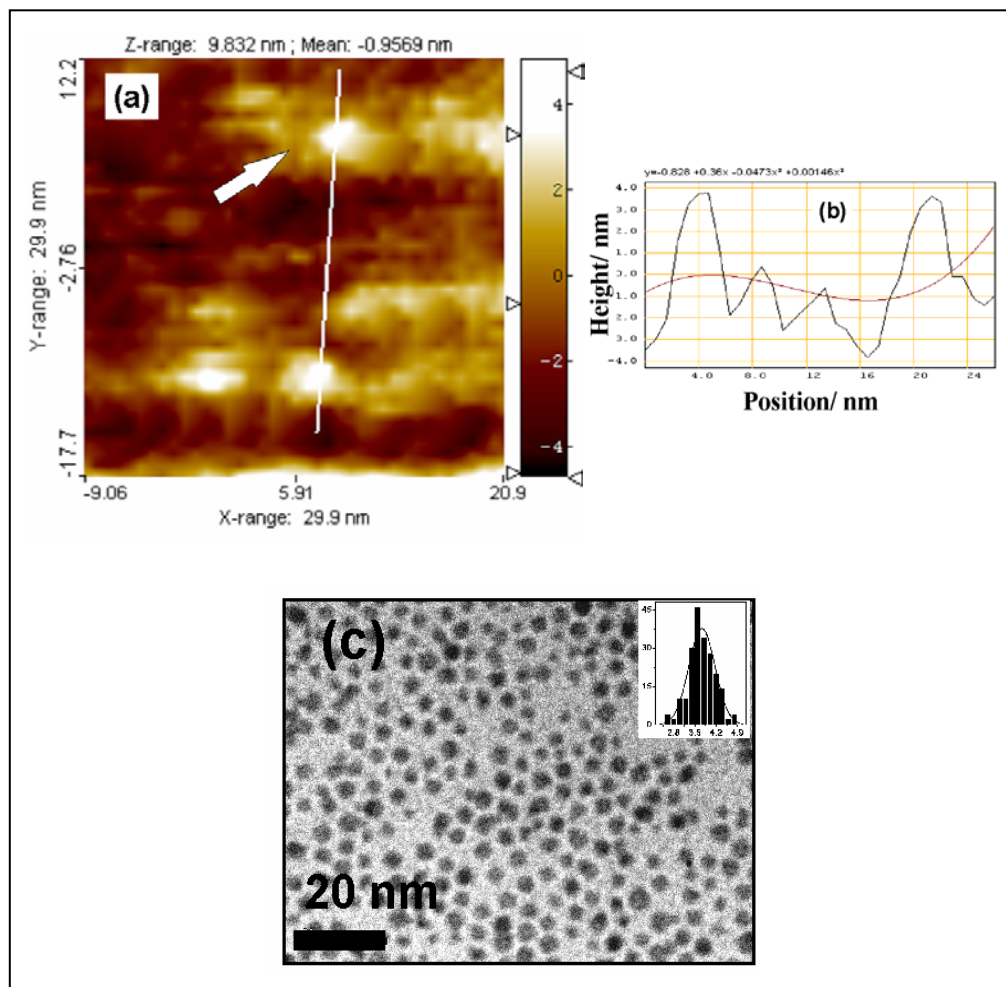 Z-range: 9.832 nm ; Mean: -0.9569 nm
(a)
12.2
-2.76
-17.7
Y-range: 29.9 nm
-9.06 5.91 20.9
X-range: 29.9 nm
4
2
0
-2
-4
y=-0.828 +0.36x -0.0473x² +0.00146x³
(b)
4.0
3.0
2.0
1.0
0.0
-1.0
-2.0
-3.0
-4.0
Height/ nm
4.0 8.0 12 16 20 24
Position/ nm
(c)
45
30
15
0
2.8 3.5 4.2 4.9
20 nm